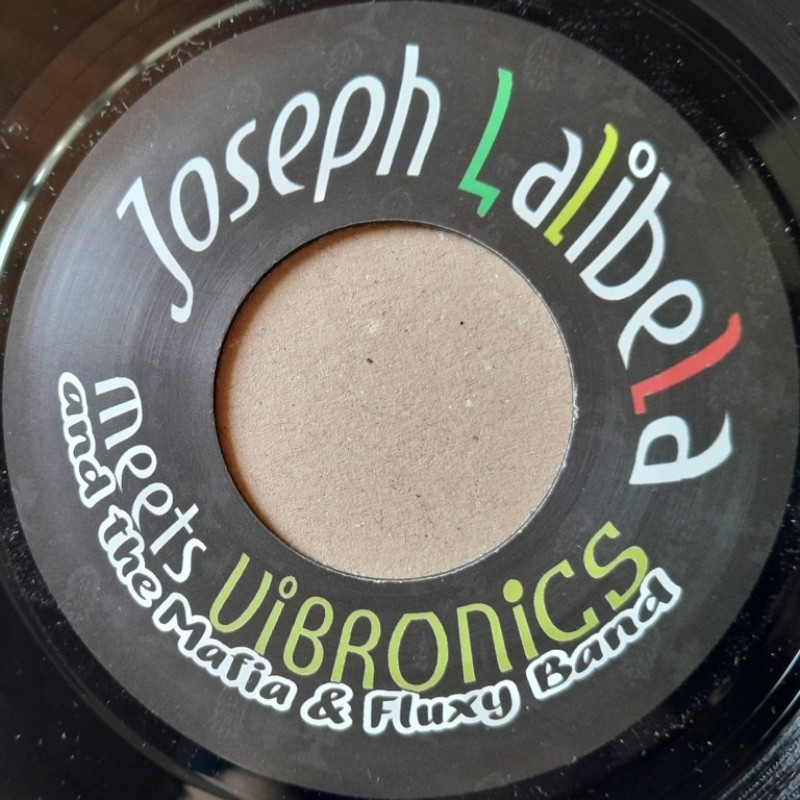 Joseph Lalibela
meets ViBRONiCS
and the Mafia & Fluxy Band